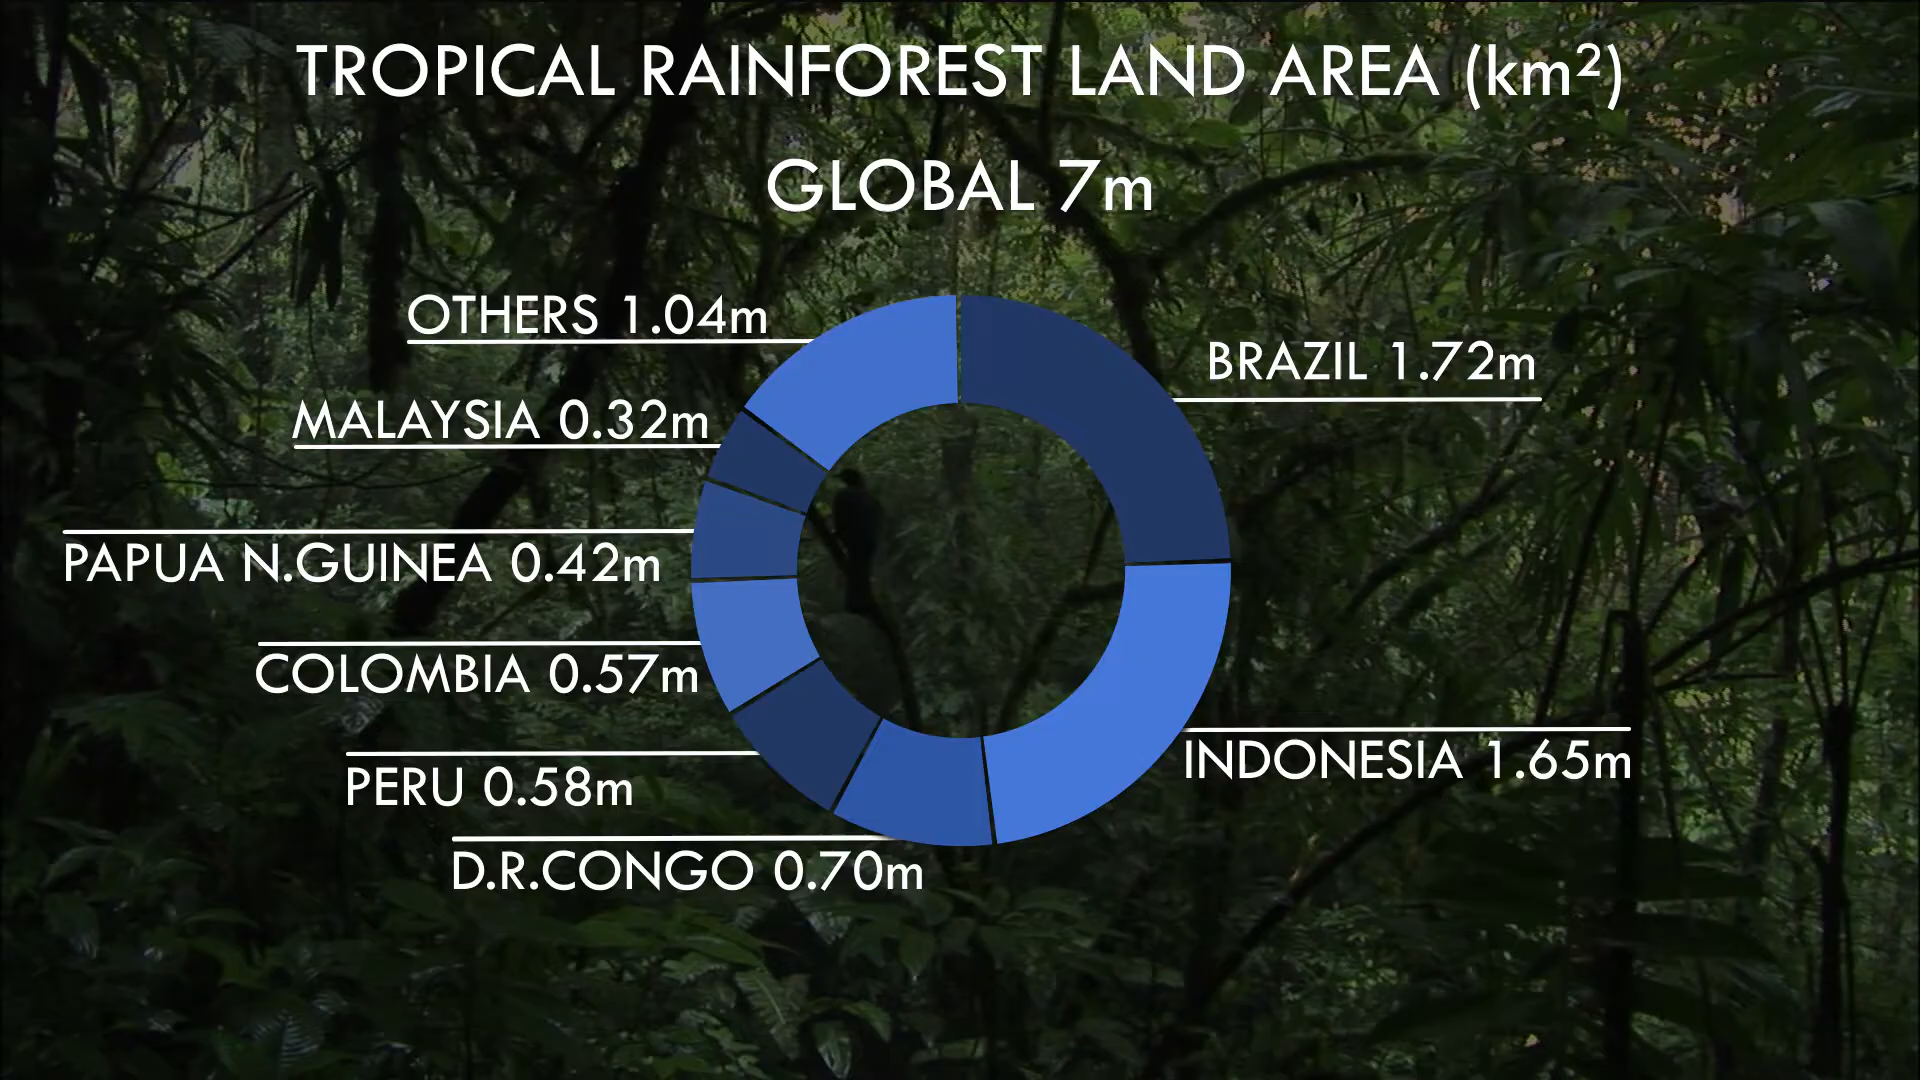 TROPICAL RAINFOREST LAND AREA (km²)
GLOBAL 7m
OTHERS 1.04m
BRAZIL 1.72m
MALAYSIA 0.32m
PAPUA N.GUINEA 0.42m
COLOMBIA 0.57m
INDONESIA 1.65m
PERU 0.58m
D.R.CONGO 0.70m